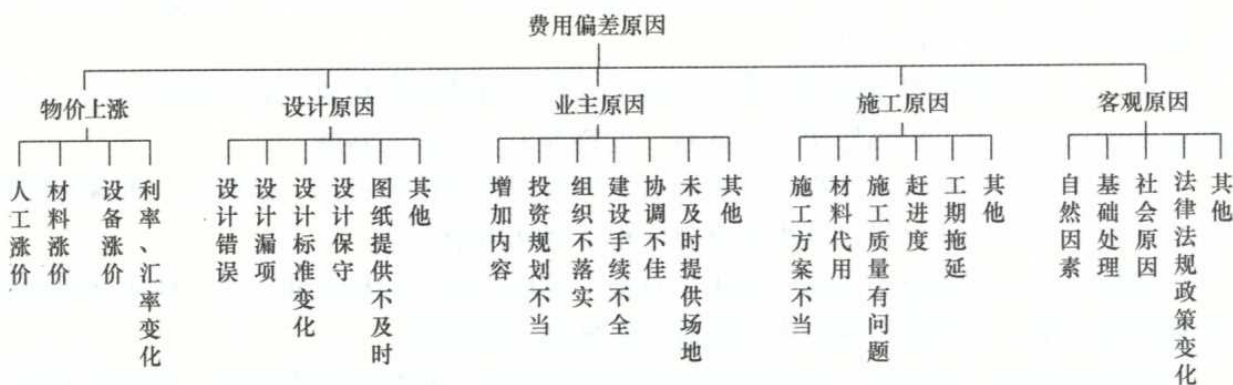 费用偏差原因
物价上涨
设计原因
业主原因
施工原因
客观原因
人工涨价
材料涨价
设备涨价
利率、汇率变化
设计错误
设计漏项
设计标准变化
设计保守
图纸提供不及时
其他
增加内容
投资规划不当
组织不落实
建设手续不全
协调不佳
未及时提供场地
其他
施工方案不当
材料代用
施工质量有问题
赶进度
工期拖延
其他
自然因素
基础处理
社会原因
法律法规政策变化
其他